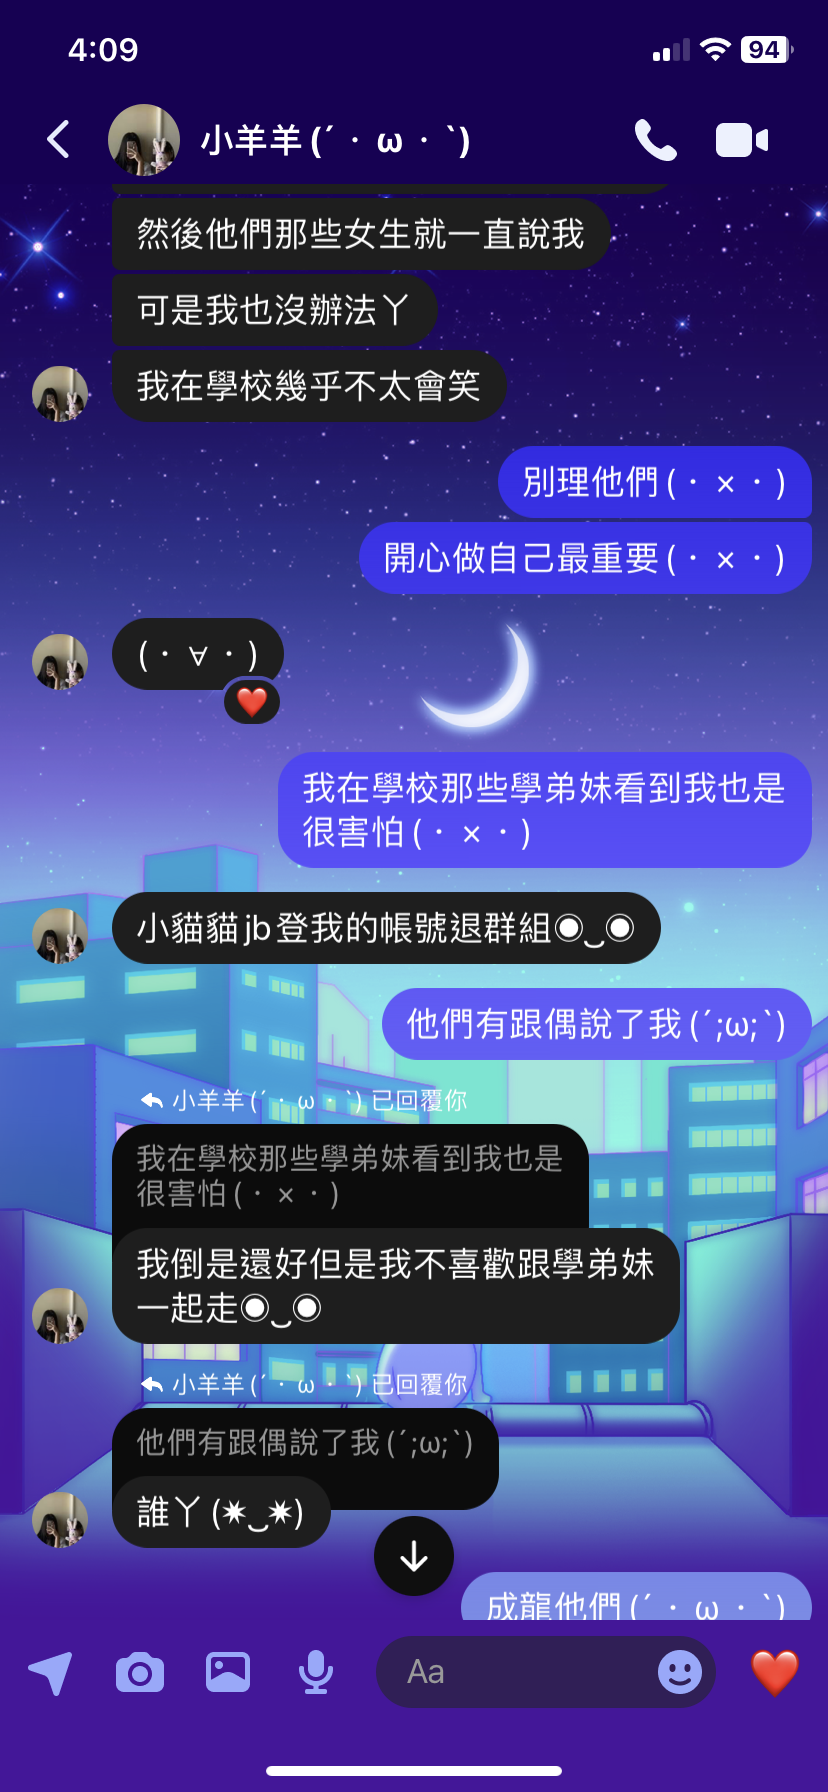 4:09
94
小羊羊(´・ω・`)
然後他們那些女生就一直說我
可是我也沒辦法ㄚ
我在學校幾乎不太會笑
別理他們(・×・)
開心做自己最重要(・×・)
(・∀・)
我在學校那些學弟妹看到我也是
很害怕(・×・)
小貓貓jb登我的帳號退群組◉‿◉
他們有跟偶說了我(´;ω;`)
小羊羊(´・ω・`) 已回覆你
我在學校那些學弟妹看到我也是
很害怕(・×・)
我倒是還好但是我不喜歡跟學弟妹
一起走◉‿◉
小羊羊(´・ω・`) 已回覆你
他們有跟偶說了我(´;ω;`)
誰ㄚ(✷‿✷)
成龍他們(´・ω・`)
Aa